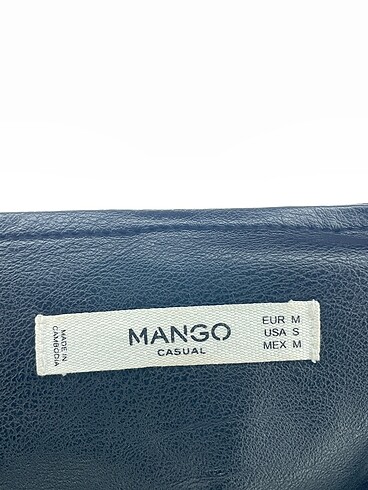 MADE IN
CAMBODIA
MANGO
CASUAL
EUR M
USA S
MEX M